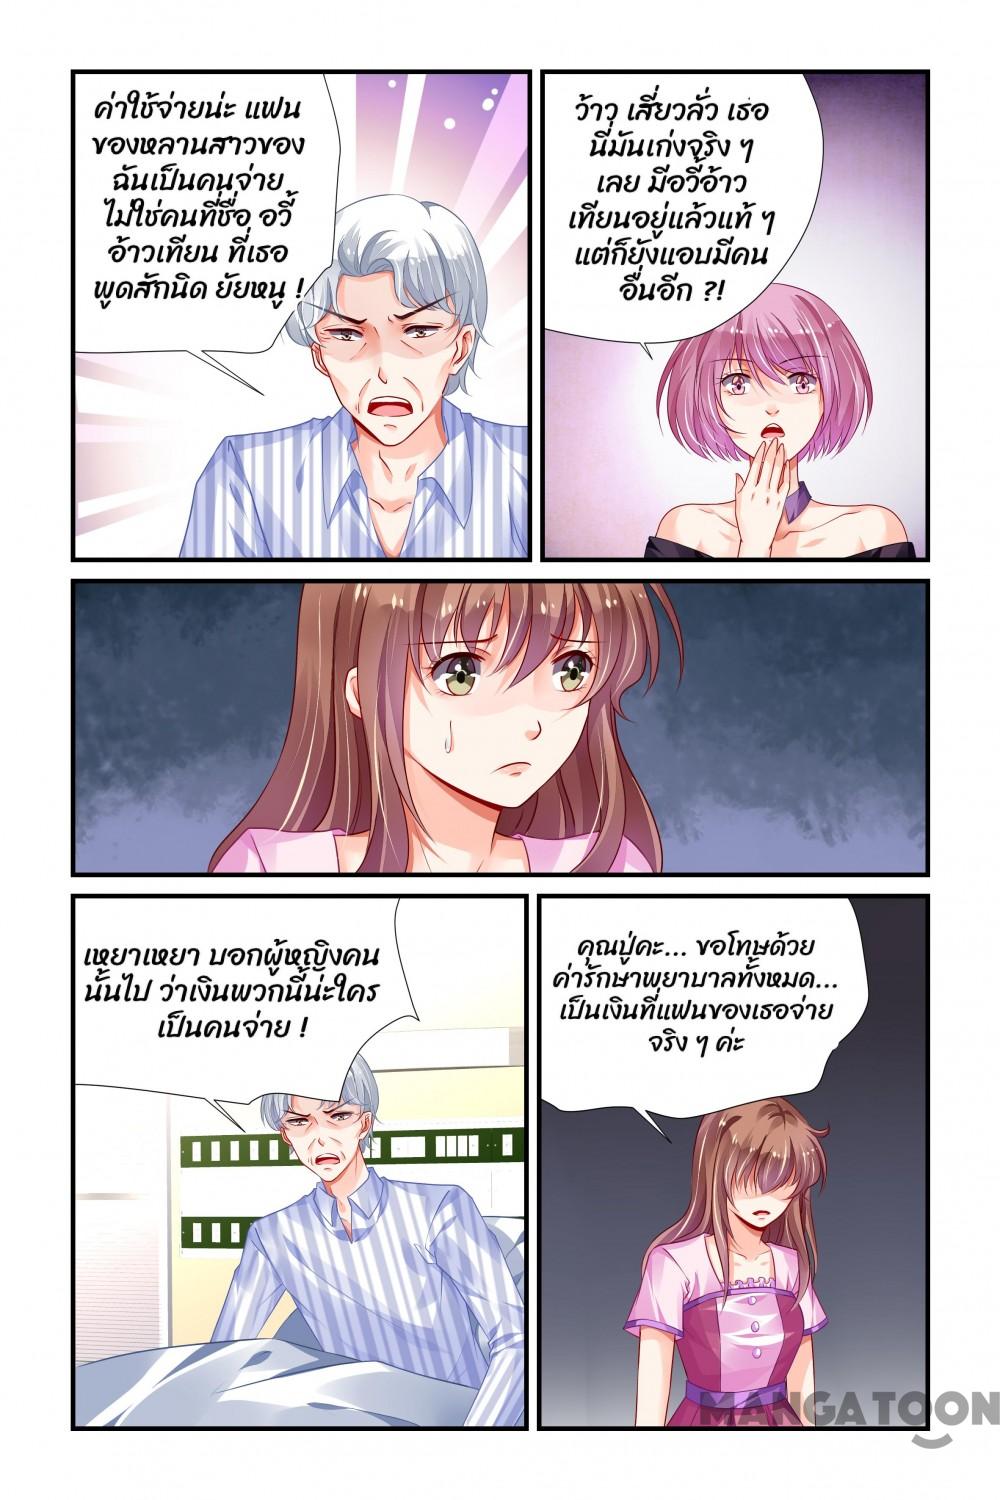 ค่าใช้จ่ายน่ะ แฟน
ของหลานสาวของ
ฉันเป็นคนจ่าย
ไม่ใช่คนที่ชื่อ อวี้
อ้าวเทียน ที่เธอ
พูดสักนิด ยัยหนู !
ว้าว เสี่ยวลั่ว เธอ
นี่มันเก่งจริง ๆ
เลย มีอวี้อ้าว
เทียนอยู่แล้วแท้ ๆ
แต่ก็ยังแอบมีคน
อื่นอีก ?!
เหยาเหยา บอกผู้หญิงคน
นั้นไป ว่าเงินพวกนี้น่ะใคร
เป็นคนจ่าย !
คุณปู่คะ... ขอโทษด้วย
ค่ารักษาพยาบาลทั้งหมด...
เป็นเงินที่แฟนของเธอจ่าย
จริง ๆ ค่ะ
MANGATOON